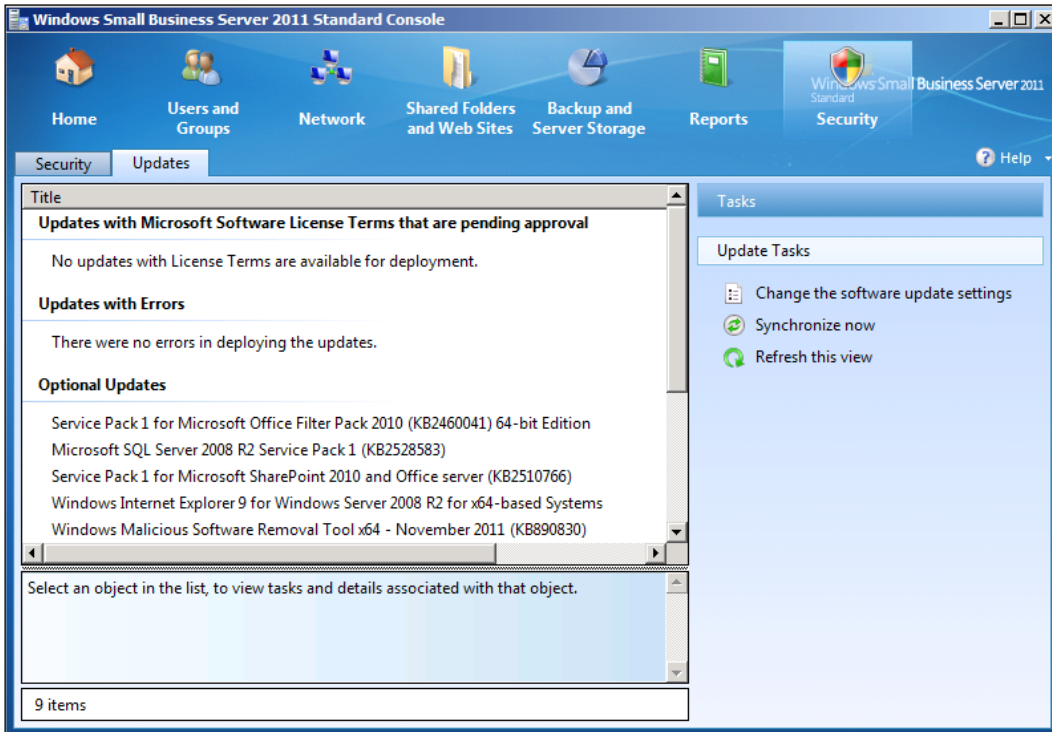 Windows Small Business Server 2011 Standard Console
Home
Users and
Groups
Network
Shared Folders
and Web Sites
Backup and
Server Storage
Reports
Windows Small Business Server 2011
Standard
Security
Security
Updates
Help
Title
Updates with Microsoft Software License Terms that are pending approval
No updates with License Terms are available for deployment.
Updates with Errors
There were no errors in deploying the updates.
Optional Updates
Service Pack 1 for Microsoft Office Filter Pack 2010 (KB2460041) 64-bit Edition
Microsoft SQL Server 2008 R2 Service Pack 1 (KB2528583)
Service Pack 1 for Microsoft SharePoint 2010 and Office server (KB2510766)
Windows Internet Explorer 9 for Windows Server 2008 R2 for x64-based Systems
Windows Malicious Software Removal Tool x64 - November 2011 (KB890830)
Select an object in the list, to view tasks and details associated with that object.
9 items
Tasks
Update Tasks
Change the software update settings
Synchronize now
Refresh this view